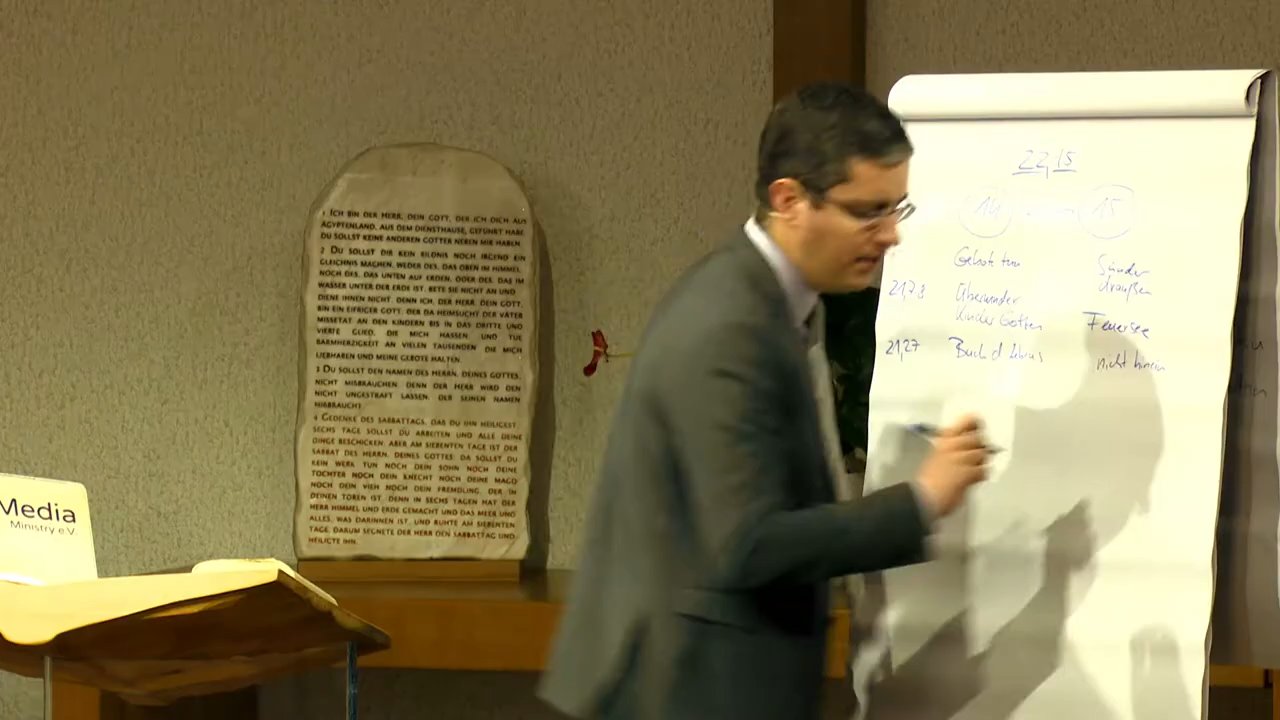 Media
Ministry e.V.
1 ICH BIN DER HERR, DEIN GOTT, DER ICH DICH AUS
ÄGYPTENLAND, AUS DEM DIENSTHAUSE, GEFÜHRT HABE
DU SOLLST KEINE ANDEREN GÖTTER NEBEN MIR HABEN
2 DU SOLLST DIR KEIN BILDNIS NOCH IRGEND EIN
GLEICHNIS MACHEN, WEDER DES, DAS OBEN IM HIMMEL,
NOCH DES, DAS UNTEN AUF ERDEN, ODER DES, DAS IM
WASSER UNTER DER ERDE IST. BETE SIE NICHT AN UND
DIENE IHNEN NICHT. DENN ICH, DER HERR, DEIN GOTT,
BIN EIN EIFRIGER GOTT, DER DA HEIMSUCHT DER VÄTER
MISSETAT AN DEN KINDERN BIS IN DAS DRITTE UND
VIERTE GLIED, DIE MICH HASSEN UND TUE
BARMHERZIGKEIT AN VIELEN TAUSENDEN DIE MICH
LIEBHABEN UND MEINE GEBOTE HALTEN.
3 DU SOLLST DEN NAMEN DES HERRN, DEINES GOTTES,
NICHT MISBRAUCHEN, DENN DER HERR WIRD DEN
NICHT UNGESTRAFT LASSEN, DER SEINEN NAMEN
MISBRAUCHT
4 GEDENKE DES SABBATTAGS, DAß DU IHN HEILIGEST
SECHS TAGE SOLLST DU ARBEITEN UND ALLE DEINE
DINGE BESCHICKEN; ABER AM SIEBENTEN TAGE IST DER
SABBAT DES HERRN, DEINES GOTTES; DA SOLLST DU
KEIN WERK TUN NOCH DEIN SOHN NOCH DEINE
TOCHTER NOCH DEIN KNECHT NOCH DEINE MAGD
NOCH DEIN VIEH NOCH DEIN FREMDLING, DER IN
DEINEN TOREN IST. DENN IN SECHS TAGEN HAT DER
HERR HIMMEL UND ERDE GEMACHT UND DAS MEER UND
ALLES, WAS DARINNEN IST, UND RUHTE AM SIEBENTEN
TAGE. DARUM SEGNETE DER HERR DEN SABBATTAG UND
HEILIGTE IHN.
22,15
14 15
Gebote tun Sünder draußen
21,7.8 Überwinder Kinder Gottes Feuersee
21,27 Buch d Lebens nicht hinein